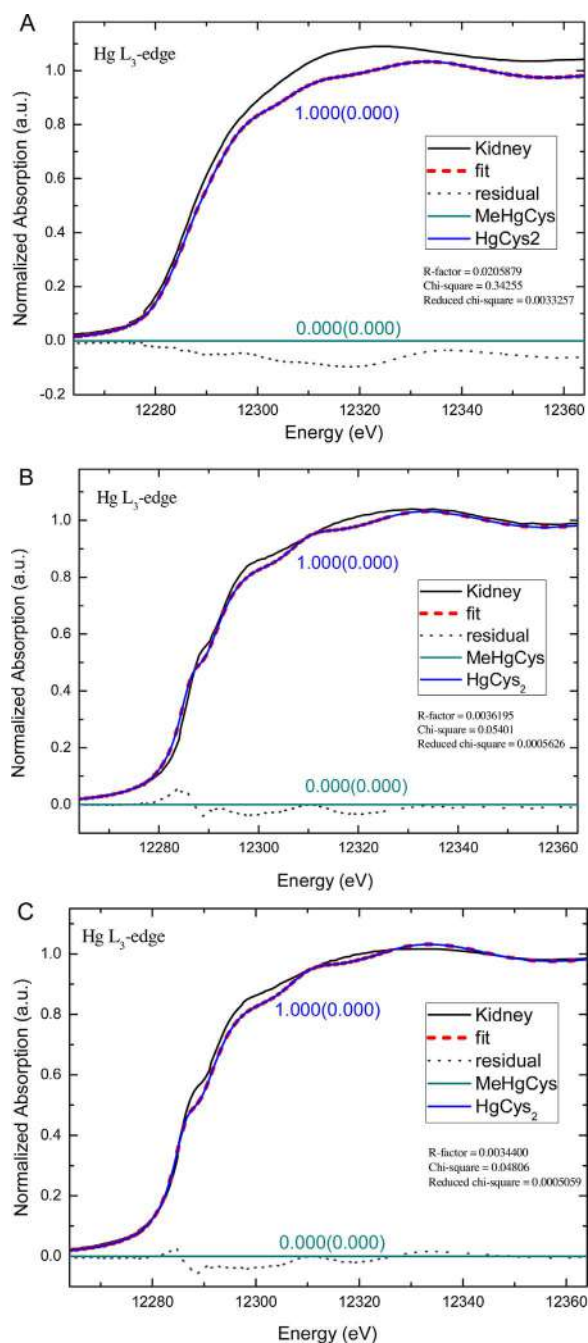 A
Hg L₃-edge
Normalized Absorption (a.u.)
1.0
0.8
0.6
0.4
0.2
0.0
-0.2
1.000(0.000)
Kidney
fit
residual
MeHgCys
HgCys2
R-factor = 0.0205879
Chi-square = 0.34255
Reduced chi-square = 0.0033257
0.000(0.000)
12280 12300 12320 12340 12360
Energy (eV)
B
Hg L₃-edge
Normalized Absorption (a.u.)
1.0
0.8
0.6
0.4
0.2
0.0
1.000(0.000)
Kidney
fit
residual
MeHgCys
HgCys₂
R-factor = 0.0036195
Chi-square = 0.05401
Reduced chi-square = 0.0005626
0.000(0.000)
12280 12300 12320 12340 12360
Energy (eV)
C
Hg L₃-edge
Normalized Absorption (a.u.)
1.0
0.8
0.6
0.4
0.2
0.0
1.000(0.000)
Kidney
fit
residual
MeHgCys
HgCys₂
R-factor = 0.0034400
Chi-square = 0.04806
Reduced chi-square = 0.0005059
0.000(0.000)
12280 12300 12320 12340 12360
Energy (eV)